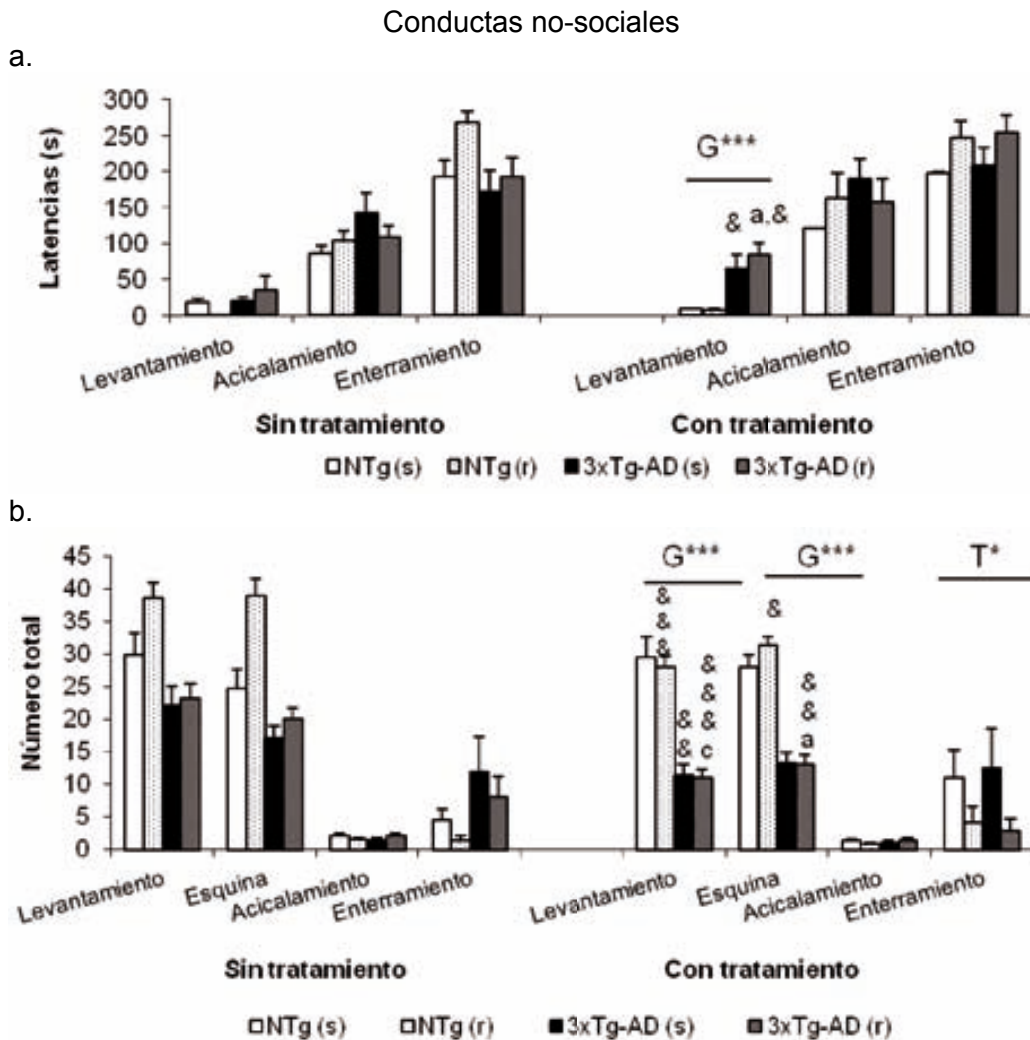 Conductas no-sociales
a.
Latencias (s)
300
250
200
150
100
50
0
G***
&
a,&
Levantamiento
Acicalamiento
Enterramiento
Levantamiento
Acicalamiento
Enterramiento
Sin tratamiento
Con tratamiento
NTg (s) NTg (r) 3xTg-AD (s) 3xTg-AD (r)
b.
Número total
45
40
35
30
25
20
15
10
5
0
G***
G***
T*
&
&
&
&
&
&
&
&
c
&
&
&
a
Levantamiento
Esquina
Acicalamiento
Enterramiento
Levantamiento
Esquina
Acicalamiento
Enterramiento
Sin tratamiento
Con tratamiento
NTg (s) NTg (r) 3xTg-AD (s) 3xTg-AD (r)